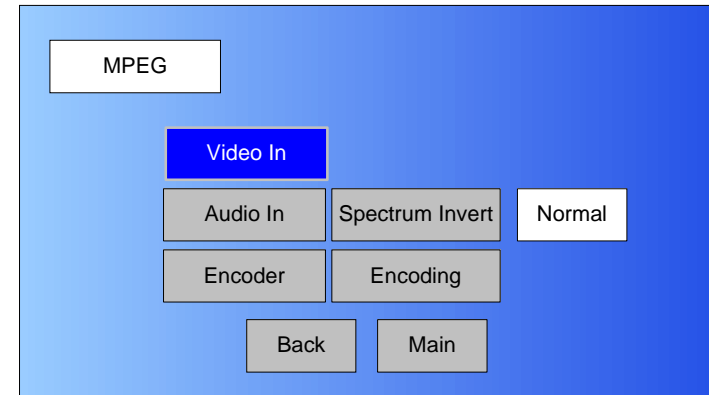 MPEG
Video In
Audio In
Spectrum Invert
Normal
Encoder
Encoding
Back
Main